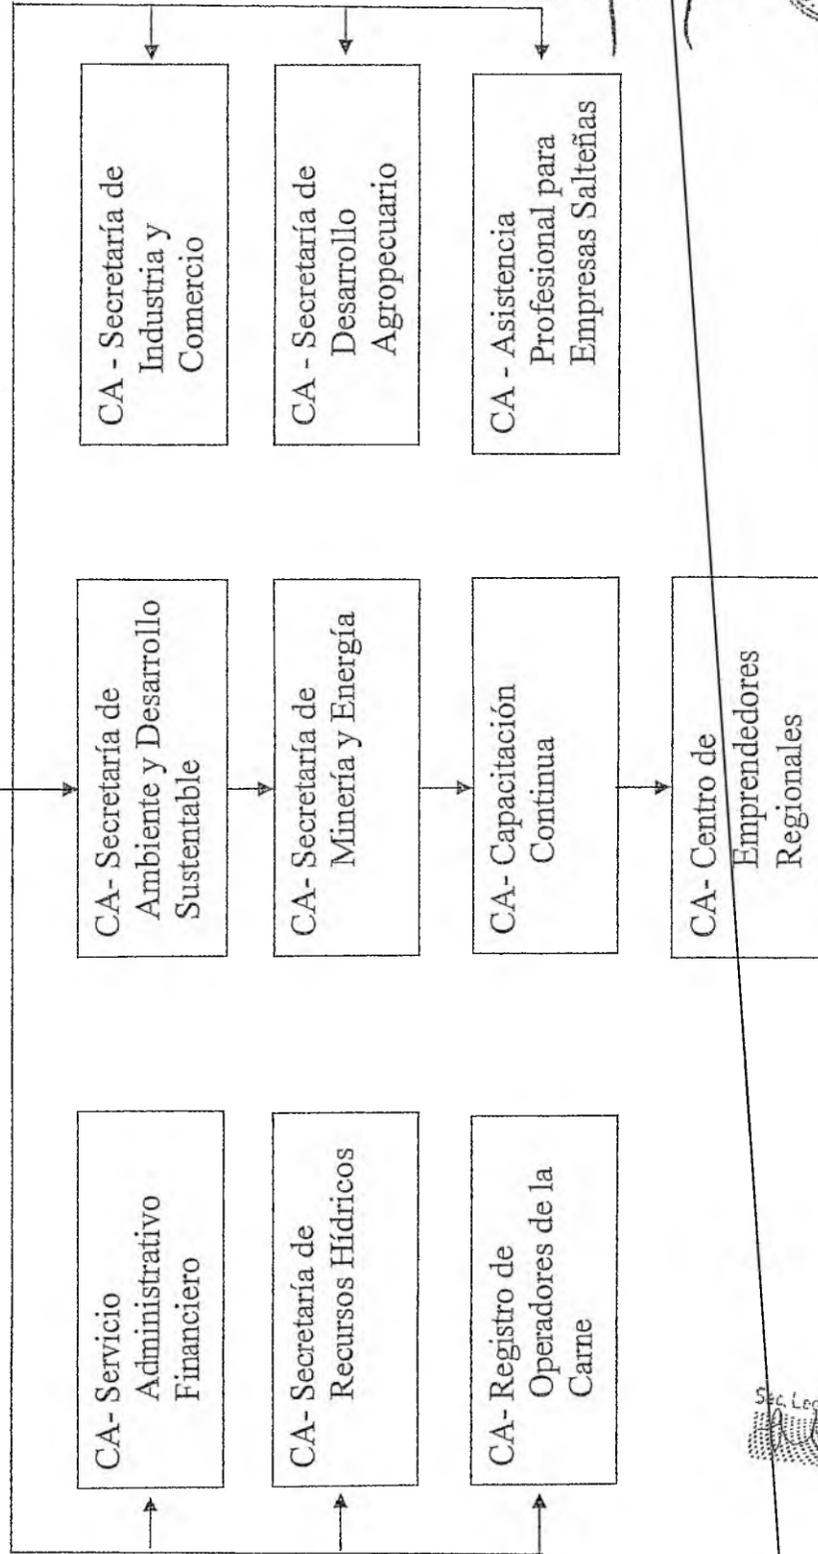 CA- Servicio
Administrativo
Financiero
CA- Secretaría de
Ambiente y Desarrollo
Sustentable
CA - Secretaría de
Industria y
Comercio
CA- Secretaría de
Recursos Hídricos
CA- Secretaría de
Minería y Energía
CA - Secretaría de
Desarrollo
Agropecuario
CA- Registro de
Operadores de la
Carne
CA- Capacitación
Continua
CA - Asistencia
Profesional para
Empresas Salteñas
CA- Centro de
Emprendedores
Regionales